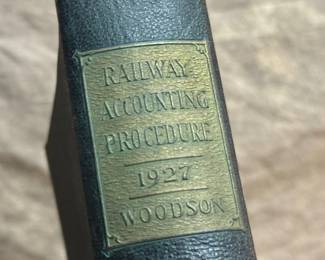 RAILWAY
ACCOUNTING
PROCEDURE
1927
WOODSON